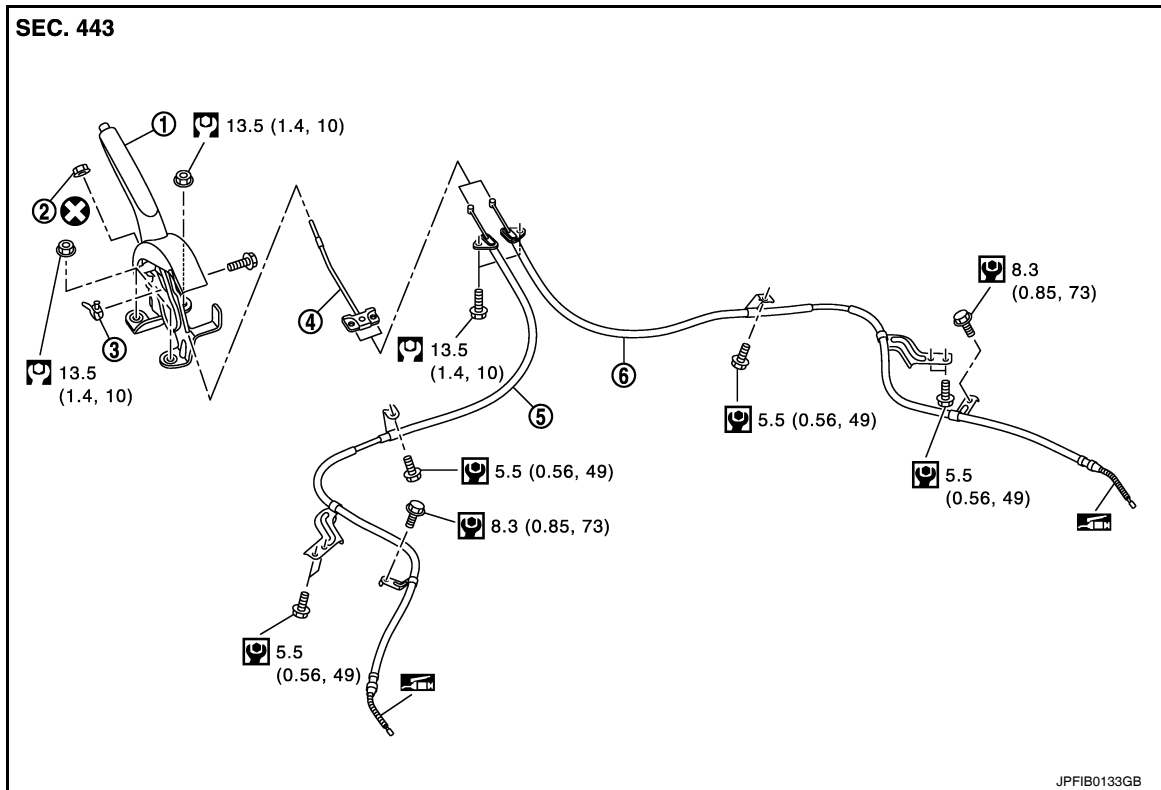 SEC. 443
1
13.5 (1.4, 10)
2
3
13.5
(1.4, 10)
4
13.5
(1.4, 10)
5
6
8.3
(0.85, 73)
5.5 (0.56, 49)
5.5
(0.56, 49)
5.5 (0.56, 49)
8.3 (0.85, 73)
5.5
(0.56, 49)
JPFIB0133GB